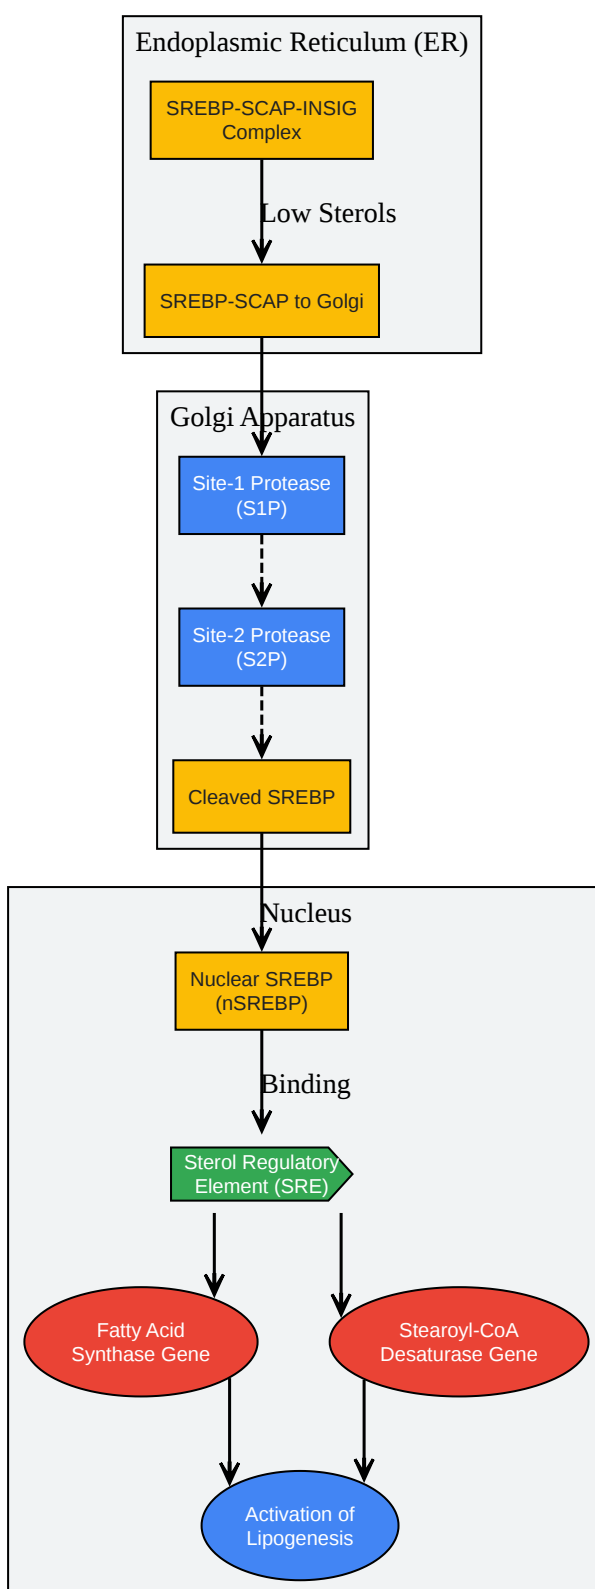 Endoplasmic Reticulum (ER)
SREBP-SCAP-INSIG
Complex
Low Sterols
SREBP-SCAP to Golgi
Golgi Apparatus
Site-1 Protease
(S1P)
Site-2 Protease
(S2P)
Cleaved SREBP
Nucleus
Nuclear SREBP
(nSREBP)
Binding
Sterol Regulatory
Element (SRE)
Fatty Acid
Synthase Gene
Stearoyl-CoA
Desaturase Gene
Activation of
Lipogenesis